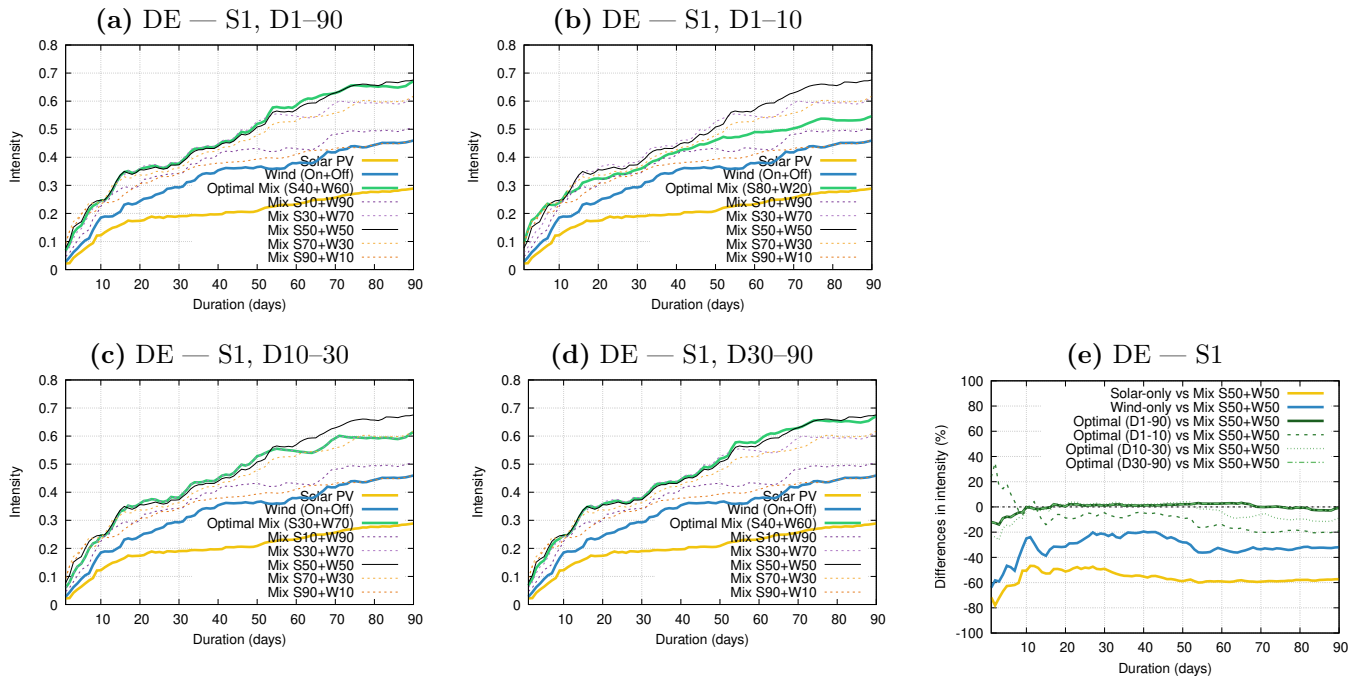 (a) DE — S1, D1–90
0.8
0.7
0.6
0.5
0.4
0.3
0.2
0.1
0
Intensity
Solar PV
Wind (On+Off)
Optimal Mix (S40+W60)
Mix S10+W90
Mix S30+W70
Mix S50+W50
Mix S70+W30
Mix S90+W10
10 20 30 40 50 60 70 80 90
Duration (days)
(b) DE — S1, D1–10
0.8
0.7
0.6
0.5
0.4
0.3
0.2
0.1
0
Intensity
Solar PV
Wind (On+Off)
Optimal Mix (S80+W20)
Mix S10+W90
Mix S30+W70
Mix S50+W50
Mix S70+W30
Mix S90+W10
10 20 30 40 50 60 70 80 90
Duration (days)
(c) DE — S1, D10–30
0.8
0.7
0.6
0.5
0.4
0.3
0.2
0.1
0
Intensity
Solar PV
Wind (On+Off)
Optimal Mix (S30+W70)
Mix S10+W90
Mix S30+W70
Mix S50+W50
Mix S70+W30
Mix S90+W10
10 20 30 40 50 60 70 80 90
Duration (days)
(d) DE — S1, D30–90
0.8
0.7
0.6
0.5
0.4
0.3
0.2
0.1
0
Intensity
Solar PV
Wind (On+Off)
Optimal Mix (S40+W60)
Mix S10+W90
Mix S30+W70
Mix S50+W50
Mix S70+W30
Mix S90+W10
10 20 30 40 50 60 70 80 90
Duration (days)
(e) DE — S1
100
80
60
40
20
0
-20
-40
-60
-80
-100
Differences in intensity (%)
Solar-only vs Mix S50+W50
Wind-only vs Mix S50+W50
Optimal (D1-90) vs Mix S50+W50
Optimal (D1-10) vs Mix S50+W50
Optimal (D10-30) vs Mix S50+W50
Optimal (D30-90) vs Mix S50+W50
10 20 30 40 50 60 70 80 90
Duration (days)